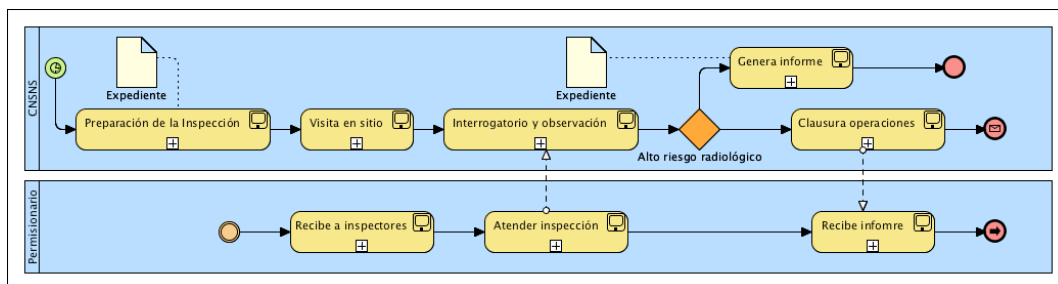 CNSNS
Expediente
Preparación de la Inspección
Visita en sitio
Interrogatorio y observación
Expediente
Genera informe
Alto riesgo radiológico
Clausura operaciones
Permisionario
Recibe a inspectores
Atender inspección
Recibe infomre